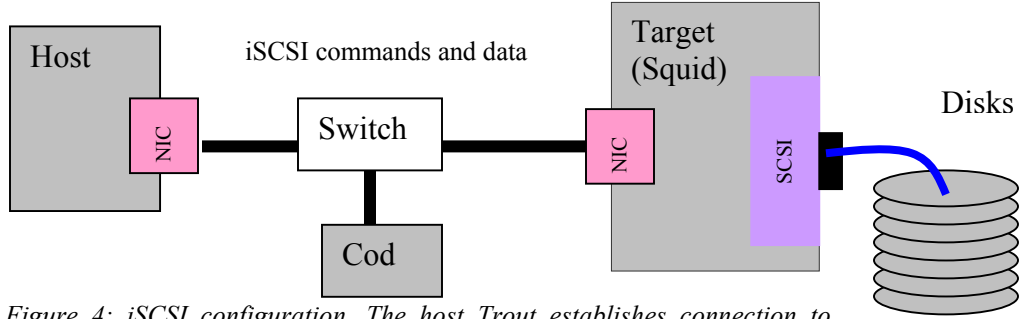 Host
iSCSI commands and data
Target
(Squid)
Disks
NIC
Switch
NIC
SCSI
Cod
Figure 4: iSCSI configuration. The host Trout establishes connection to